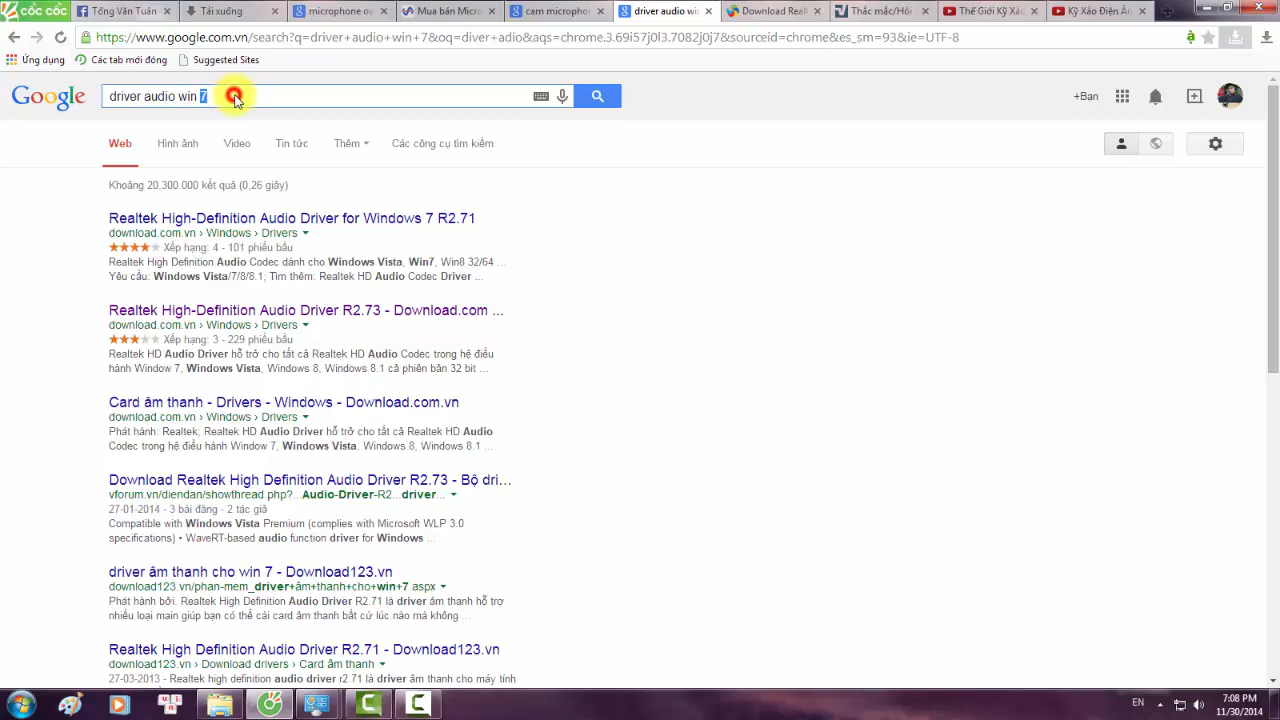 cốc cốc
Tống Văn Tuấn
Tải xuống
microphone ov
Mua bán Micr
cam microphon
driver audio wi
Download Real
Thắc mắc/Hỏi
Thế Giới Kỹ Xả
Kỹ Xảo Điện Ản
https://www.google.com.vn/search?q=driver+audio+win+7&oq=diver+adio&aqs=chrome.3.69i57j0l3.7082j0j7&sourceid=chrome&es_sm=93&ie=UTF-8
Ứng dụng
Các tab mới đóng
Suggested Sites
Google
driver audio win 7
+Bạn
Web
Hình ảnh
Video
Tin tức
Thêm
Các công cụ tìm kiếm
Khoảng 20.300.000 kết quả (0,26 giây)
Realtek High-Definition Audio Driver for Windows 7 R2.71
download.com.vn › Windows › Drivers
Xếp hạng: 4 - 101 phiếu bầu
Realtek High Definition Audio Codec dành cho Windows Vista, Win7, Win8 32/64 ...
Yêu cầu: Windows Vista/7/8/8.1; Tìm thêm: Realtek HD Audio Codec Driver ...
Realtek High-Definition Audio Driver R2.73 - Download.com ...
download.com.vn › Windows › Drivers
Xếp hạng: 3 - 229 phiếu bầu
Realtek HD Audio Driver hỗ trợ cho tất cả Realtek HD Audio Codec trong hệ điều
hành Window 7, Windows Vista, Windows 8, Windows 8.1 cả phiên bản 32 bit ...
Card âm thanh - Drivers - Windows - Download.com.vn
download.com.vn › Windows › Drivers
Phát hành: Realtek; Realtek HD Audio Driver hỗ trợ cho tất cả Realtek HD Audio
Codec trong hệ điều hành Window 7, Windows Vista, Windows 8, Windows 8.1 ...
Download Realtek High Definition Audio Driver R2.73 - Bộ dri...
vforum.vn/diendan/showthread.php?...Audio-Driver-R2...driver...
27-01-2014 - 3 bài đăng - 2 tác giả
Compatible with Windows Vista Premium (complies with Microsoft WLP 3.0
specifications) • WaveRT-based audio function driver for Windows ...
driver âm thanh cho win 7 - Download123.vn
download123.vn/phan-mem_driver+âm+thanh+cho+win+7.aspx
Phát hành bởi. Realtek High Definition Audio Driver R2.71 là driver âm thanh hỗ trợ
nhiều loại main giúp bạn có thể cài card âm thanh bất cứ lúc nào mà không ...
Realtek High Definition Audio Driver R2.71 - Download123.vn
download123.vn › Download drivers › Card âm thanh
27-03-2013 - Realtek high definition audio driver r2.71 là driver âm thanh cho máy tính
EN
7:08 PM
11/30/2014